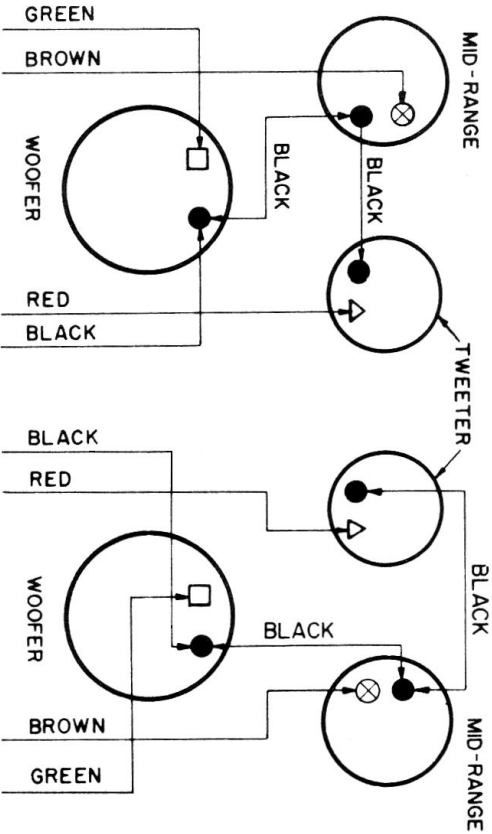 GREEN
BROWN
MID-RANGE
WOOFER
BLACK
BLACK
RED
BLACK
TWEETER
BLACK
RED
BLACK
WOOFER
BLACK
BROWN
GREEN
MID-RANGE